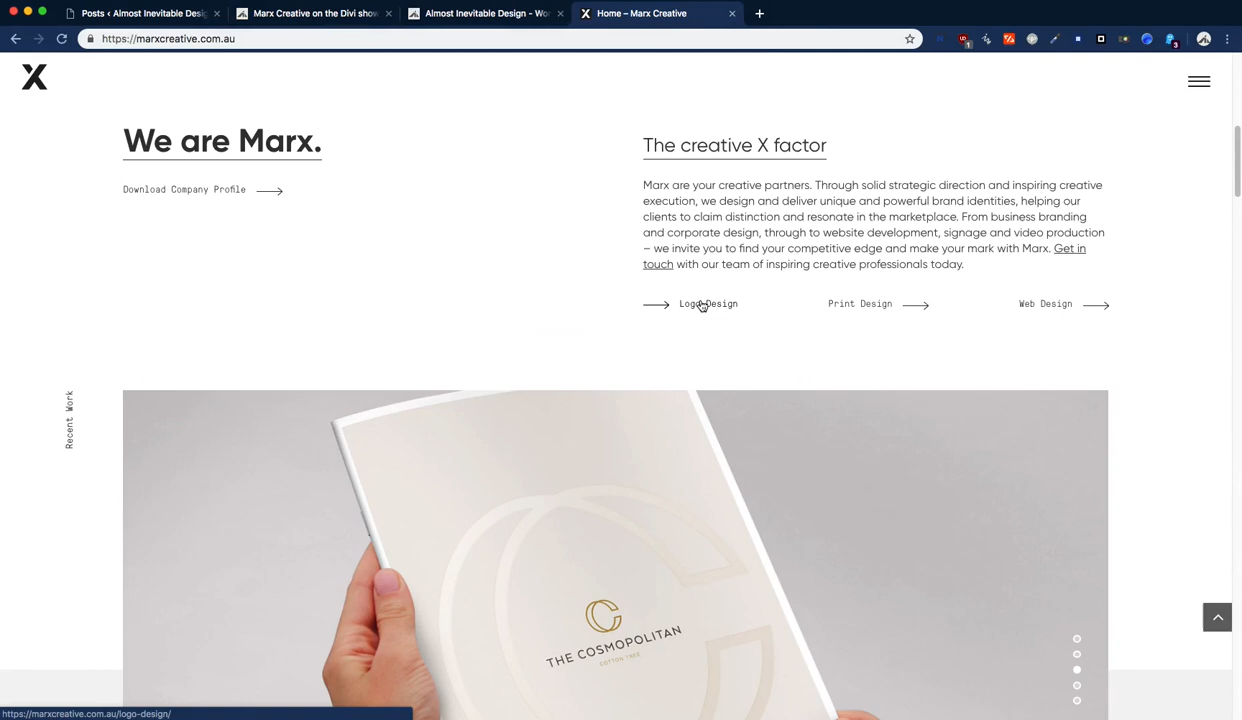 Posts ‹ Almost Inevitable Desig
Marx Creative on the Divi show
Almost Inevitable Design - Wo
Home – Marx Creative
https://marxcreative.com.au
1
3
X
We are Marx.
Download Company Profile
The creative X factor
Marx are your creative partners. Through solid strategic direction and inspiring creative
execution, we design and deliver unique and powerful brand identities, helping our
clients to claim distinction and resonate in the marketplace. From business branding
and corporate design, through to website development, signage and video production
– we invite you to find your competitive edge and make your mark with Marx. Get in
touch with our team of inspiring creative professionals today.
Logo Design
Print Design
Web Design
Recent Work
THE COSMOPOLITAN
COTTON TREE
https://marxcreative.com.au/logo-design/